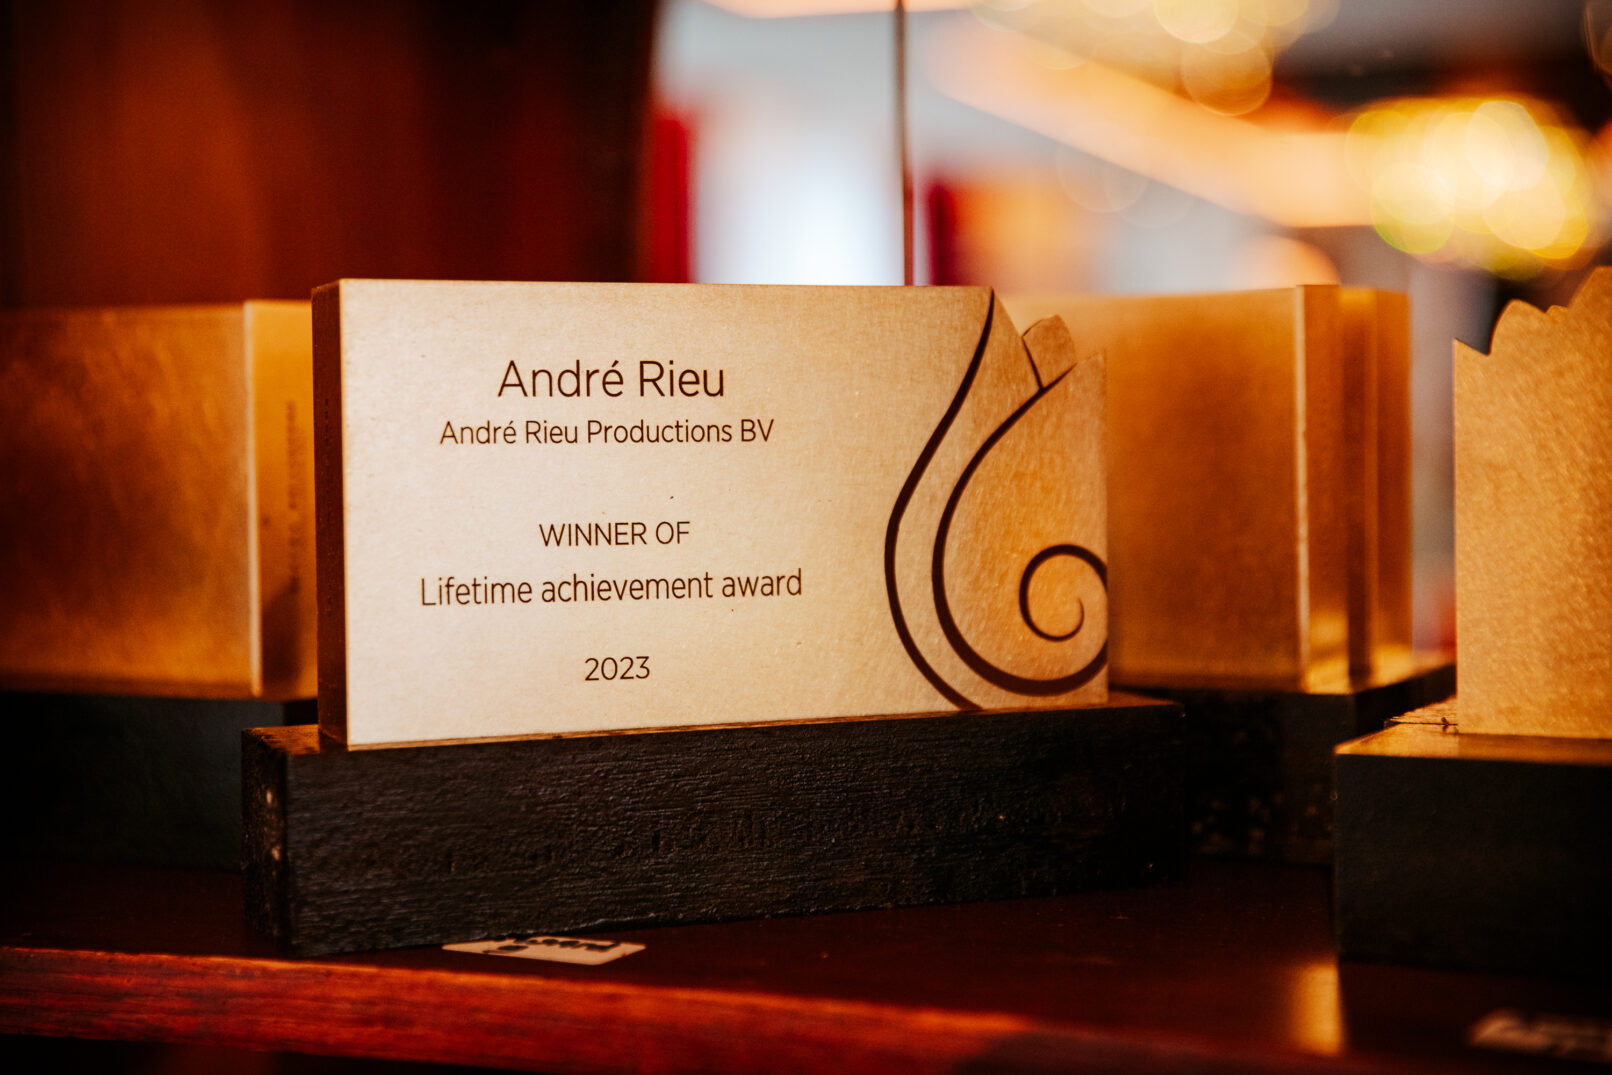 André Rieu
André Rieu Productions BV
WINNER OF
Lifetime achievement award
2023